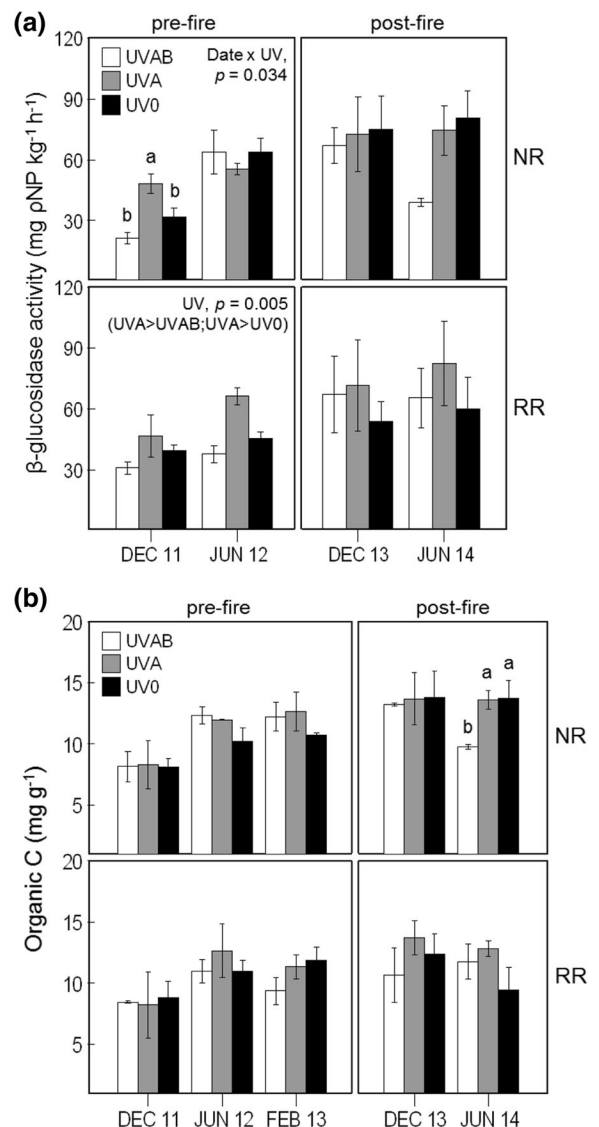 (a)
pre-fire post-fire
120
90
60
30
UVAB
UVA
UV0
Date x UV,
p = 0.034
b a b
NR
β-glucosidase activity (mg ρNP kg⁻¹ h⁻¹)
120
90
60
30
UV, p = 0.005
(UVA>UVAB;UVA>UV0)
RR
DEC 11 JUN 12 DEC 13 JUN 14
(b)
pre-fire post-fire
20
15
10
5
UVAB
UVA
UV0
b a a
NR
Organic C (mg g⁻¹)
20
15
10
5
RR
DEC 11 JUN 12 FEB 13 DEC 13 JUN 14